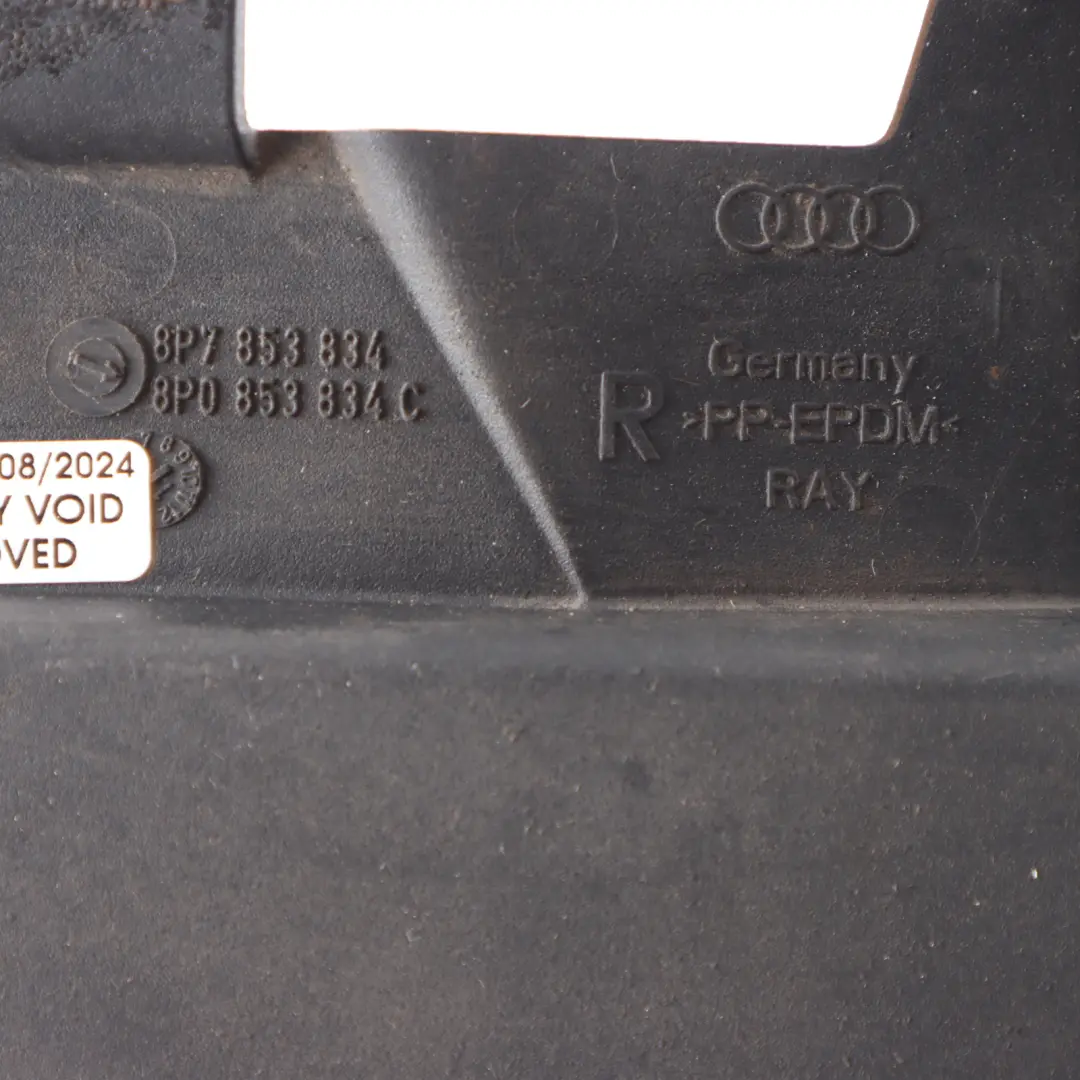 8P7 853 834
8P0 853 834 C
Germany
R
>PP-EPDM<
RAY
08/2024
Y VOID
OVED